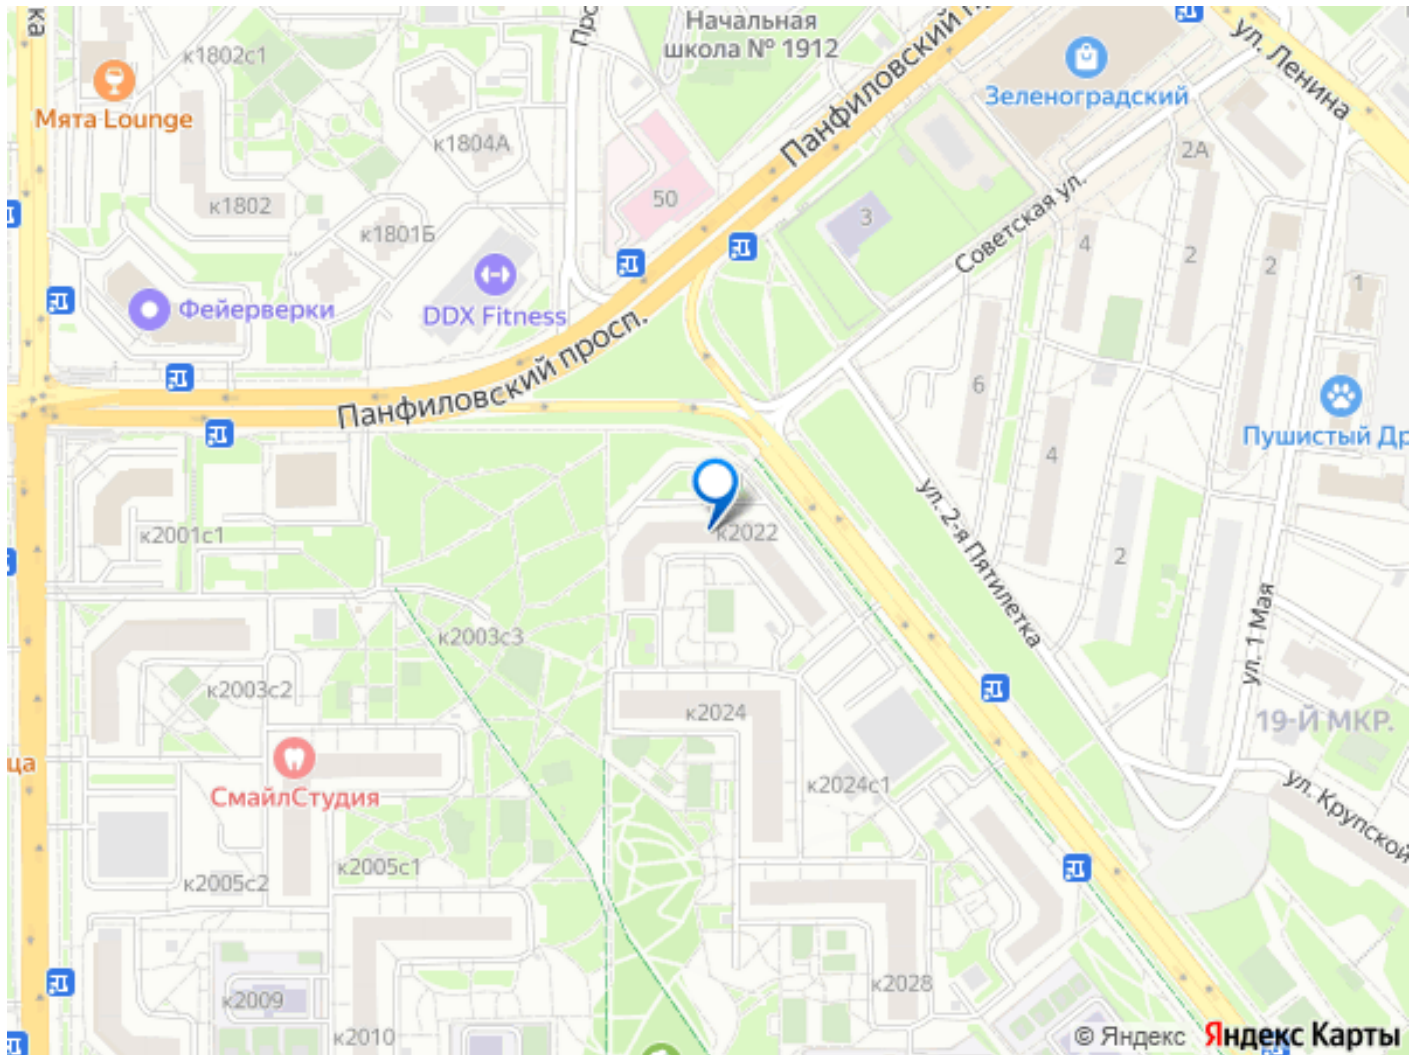 ка
к1802с1
Мята Lounge
к1804А
к1802
к1801Б
Фейерверки
DDX Fitness
Про
Начальная
школа № 1912
50
Панфиловский п
Панфиловский просп.
Зеленоградский
ул. Ленина
3
Советская ул.
2А
4
2
2
1
6
4
2
Пушистый Др
ул. 2-я Пятилетка
ул. 1 Мая
19-Й МКР.
ул. Крупской
к2001с1
к2022
к2003с3
к2003с2
к2024
к2024с1
ца
СмайлСтудия
к2005с1
к2005с2
к2009
к2010
к2028
© Яндекс Яндекс Карты